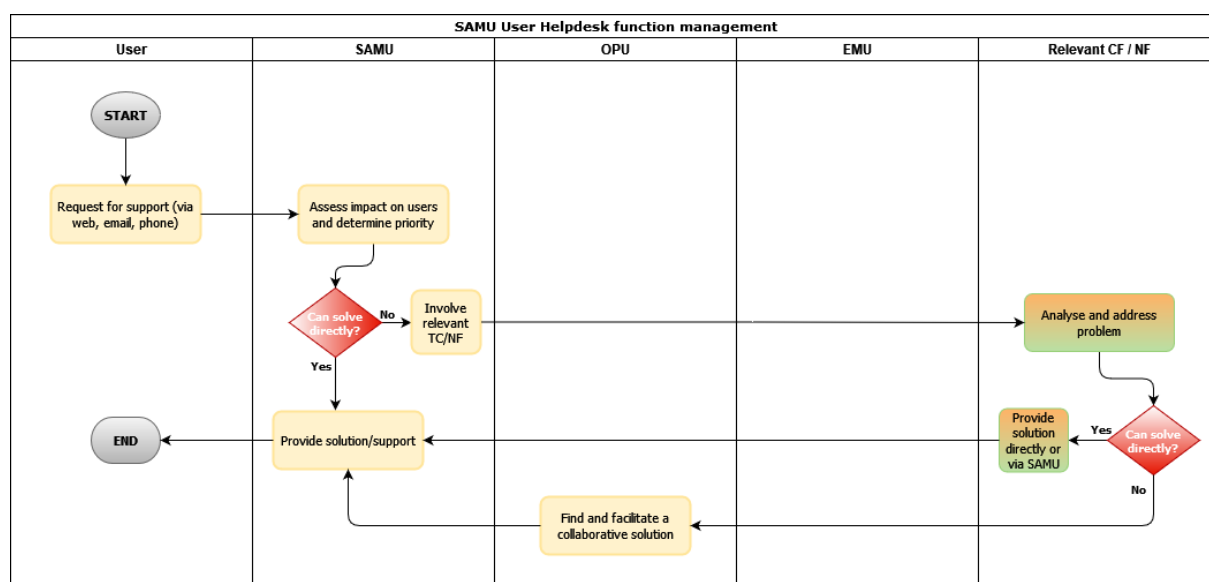 SAMU User Helpdesk function management
User
SAMU
OPU
EMU
Relevant CF / NF
START
Request for support (via
web, email, phone)
Assess impact on users
and determine priority
Can solve
directly?
No
Involve
relevant
TC/NF
Analyse and address
problem
Yes
END
Provide solution/support
Provide
solution
directly or
via SAMU
Yes
Can solve
directly?
No
Find and facilitate a
collaborative solution